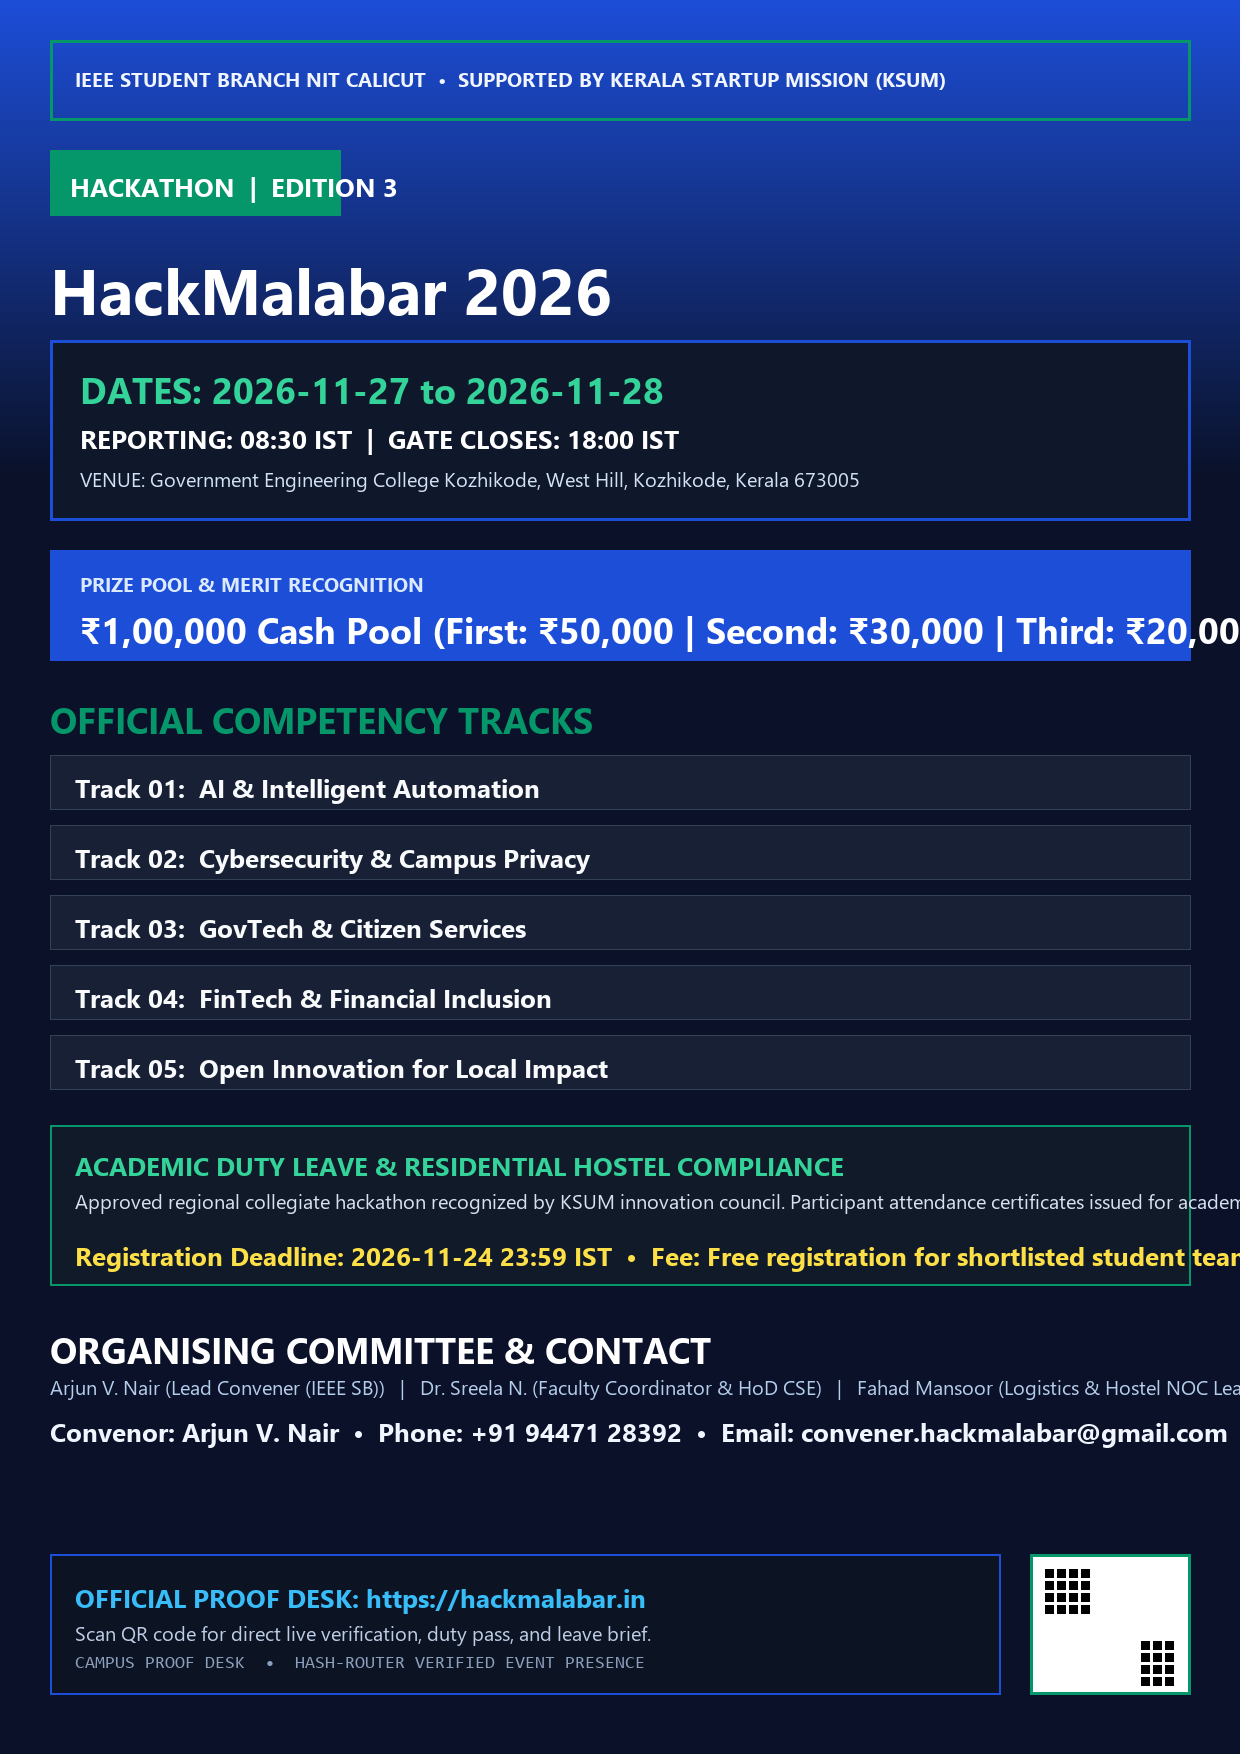 IEEE STUDENT BRANCH NIT CALICUT • SUPPORTED BY KERALA STARTUP MISSION (KSUM)
HACKATHON | EDITION 3
HackMalabar 2026
DATES: 2026-11-27 to 2026-11-28
REPORTING: 08:30 IST | GATE CLOSES: 18:00 IST
VENUE: Government Engineering College Kozhikode, West Hill, Kozhikode, Kerala 673005
PRIZE POOL & MERIT RECOGNITION
₹1,00,000 Cash Pool (First: ₹50,000 | Second: ₹30,000 | Third: ₹20,00
OFFICIAL COMPETENCY TRACKS
Track 01: AI & Intelligent Automation
Track 02: Cybersecurity & Campus Privacy
Track 03: GovTech & Citizen Services
Track 04: FinTech & Financial Inclusion
Track 05: Open Innovation for Local Impact
ACADEMIC DUTY LEAVE & RESIDENTIAL HOSTEL COMPLIANCE
Approved regional collegiate hackathon recognized by KSUM innovation council. Participant attendance certificates issued for academ
Registration Deadline: 2026-11-24 23:59 IST • Fee: Free registration for shortlisted student tear
ORGANISING COMMITTEE & CONTACT
Arjun V. Nair (Lead Convener (IEEE SB)) | Dr. Sreela N. (Faculty Coordinator & HoD CSE) | Fahad Mansoor (Logistics & Hostel NOC Lea
Convenor: Arjun V. Nair • Phone: +91 94471 28392 • Email: convener.hackmalabar@gmail.com
OFFICIAL PROOF DESK: https://hackmalabar.in
Scan QR code for direct live verification, duty pass, and leave brief.
CAMPUS PROOF DESK • HASH-ROUTER VERIFIED EVENT PRESENCE